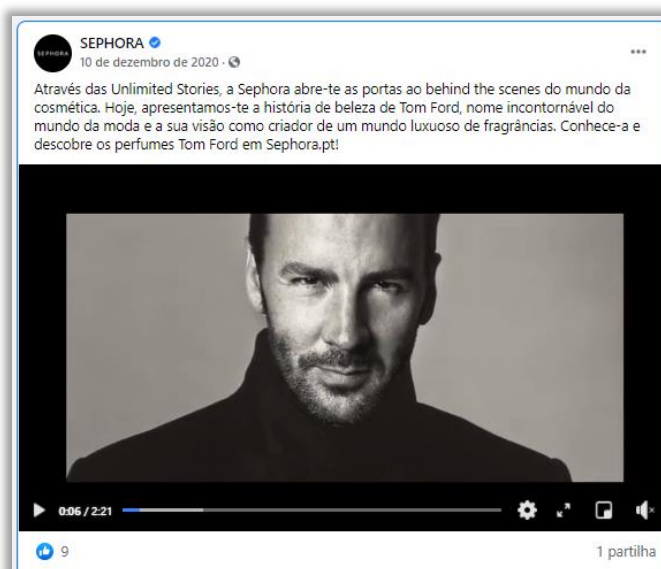 SEPHORA
SEPHORA
10 de dezembro de 2020 ·
Através das Unlimited Stories, a Sephora abre-te as portas ao behind the scenes do mundo da
cosmética. Hoje, apresentamos-te a história de beleza de Tom Ford, nome incontornável do
mundo da moda e a sua visão como criador de um mundo luxuoso de fragrâncias. Conhece-a e
descobre os perfumes Tom Ford em Sephora.pt!
0:06 / 2:21
9
1 partilha